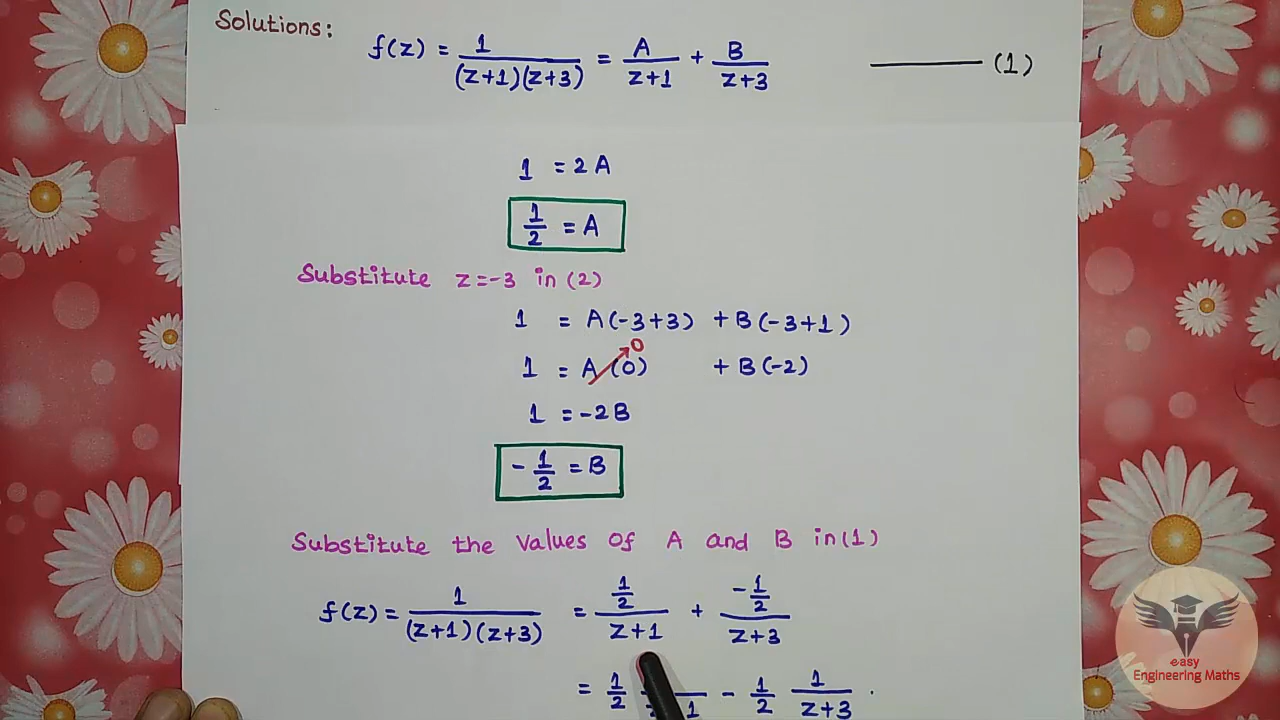 Solutions:
f(z) = 1/((z+1)(z+3)) = A/(z+1) + B/(z+3) ——— (1)
1 = 2A
1/2 = A
Substitute z=-3 in (2)
1 = A(-3+3) + B(-3+1)
0
1 = A(0) + B(-2)
1 = -2B
-1/2 = B
Substitute the values of A and B in (1)
f(z) = 1/((z+1)(z+3)) = (1/2)/(z+1) + (-1/2)/(z+3)
= 1/2 1 - 1/2 1/(z+3) .
easy
Engineering Maths